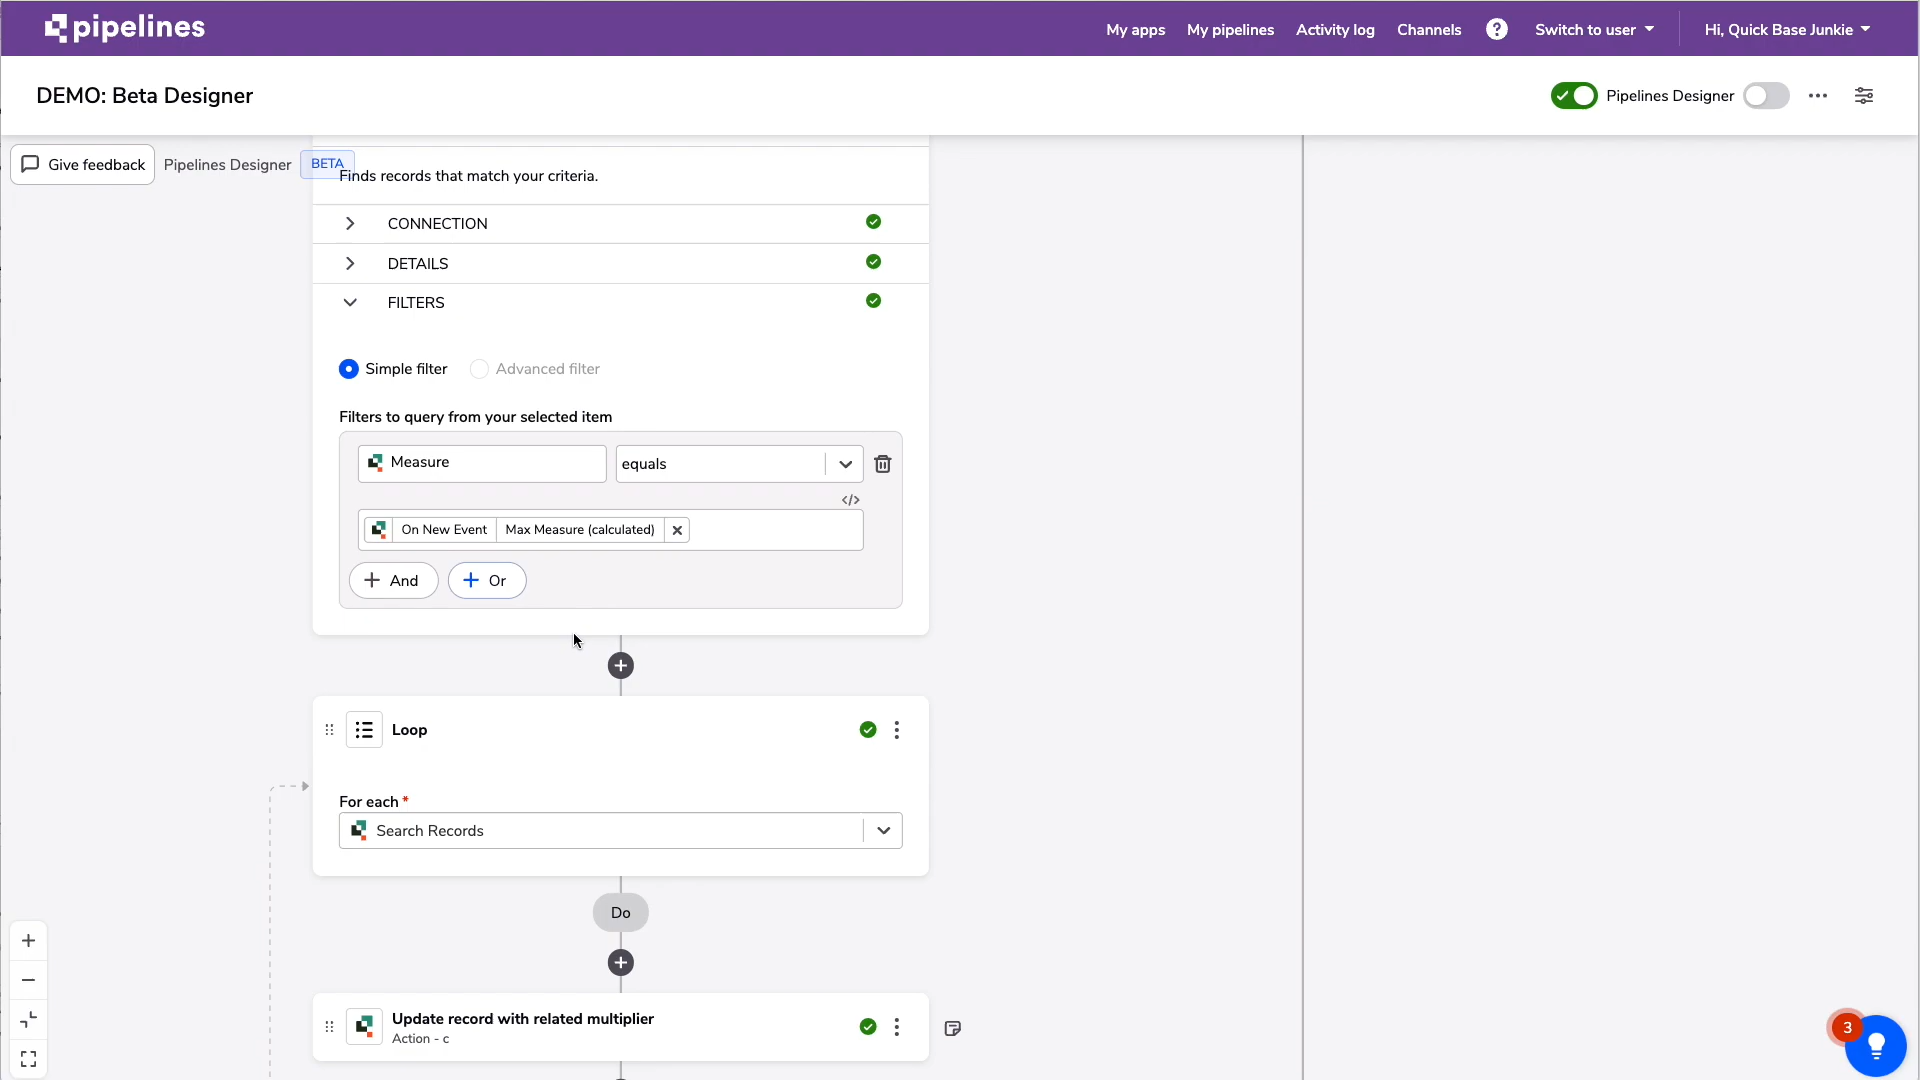 pipelines
My apps
My pipelines
Activity log
Channels
?
Switch to user
Hi, Quick Base Junkie
DEMO: Beta Designer
Pipelines Designer
Give feedback
Pipelines Designer
BETA
Finds records that match your criteria.
CONNECTION
DETAILS
FILTERS
Simple filter
Advanced filter
Filters to query from your selected item
Measure
equals
</>
On New Event
Max Measure (calculated)
And
Or
Loop
For each *
Search Records
Do
Update record with related multiplier
Action - c
3